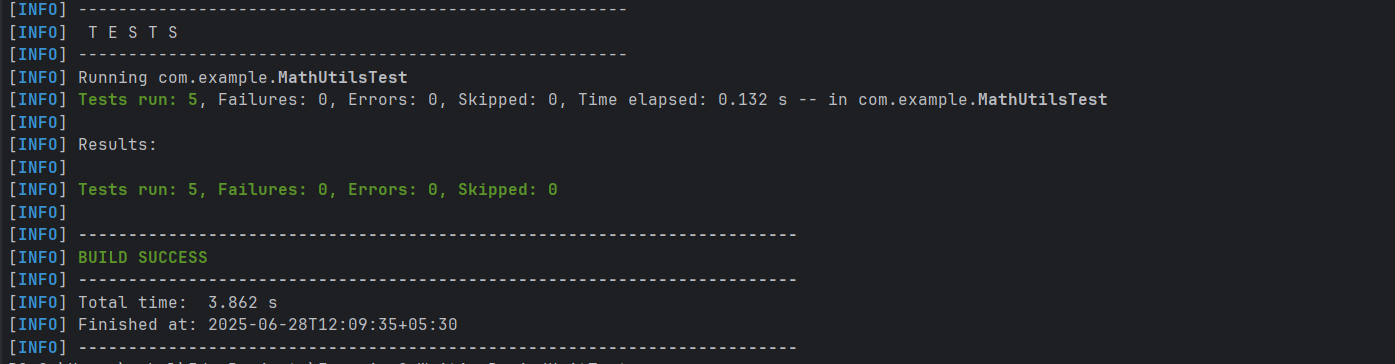 [INFO] -------------------------------------------------------
[INFO]  T E S T S
[INFO] -------------------------------------------------------
[INFO] Running com.example.MathUtilsTest
[INFO] Tests run: 5, Failures: 0, Errors: 0, Skipped: 0, Time elapsed: 0.132 s -- in com.example.MathUtilsTest
[INFO]
[INFO] Results:
[INFO]
[INFO] Tests run: 5, Failures: 0, Errors: 0, Skipped: 0
[INFO]
[INFO] ------------------------------------------------------------------------
[INFO] BUILD SUCCESS
[INFO] ------------------------------------------------------------------------
[INFO] Total time:  3.862 s
[INFO] Finished at: 2025-06-28T12:09:35+05:30
[INFO] ------------------------------------------------------------------------